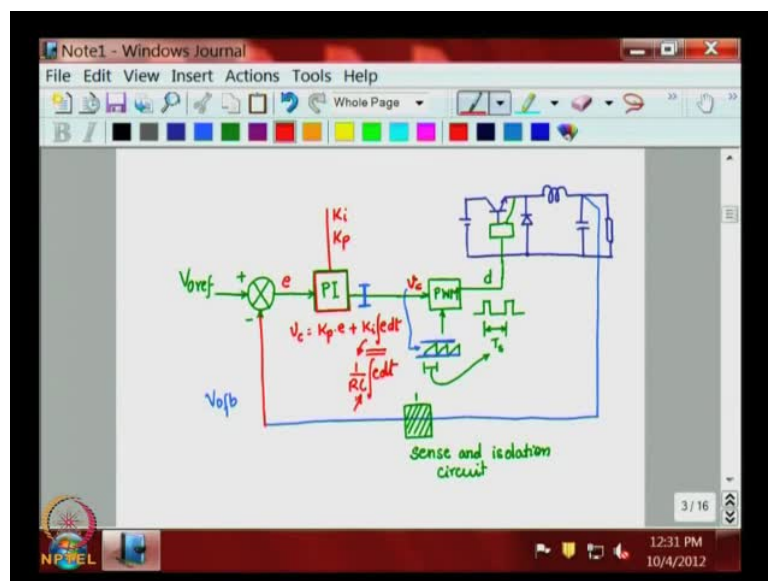 Note1 - Windows Journal
File Edit View Insert Actions Tools Help
Whole Page
B I
Ki
Kp
Voref
+
-
e
PI
Vc
PWM
d
Vc = Kp.e + Ki∫edt
1/RC ∫edt
Ts
Vofb
sense and isolation
circuit
3 / 16
NPTEL
12:31 PM
10/4/2012